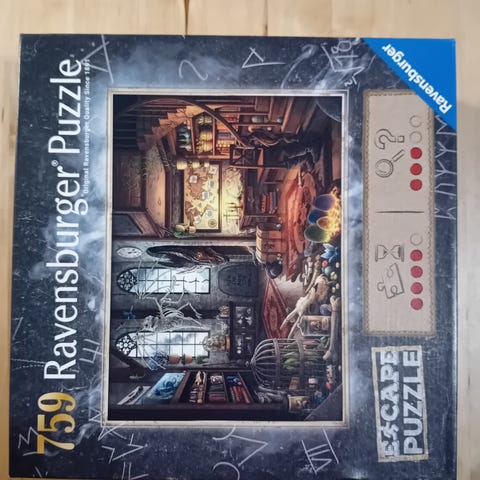 759 Ravensburger® Puzzle
Original Ravensburger Quality Since 1891
Ravensburger
ESCAPE
PUZZLE